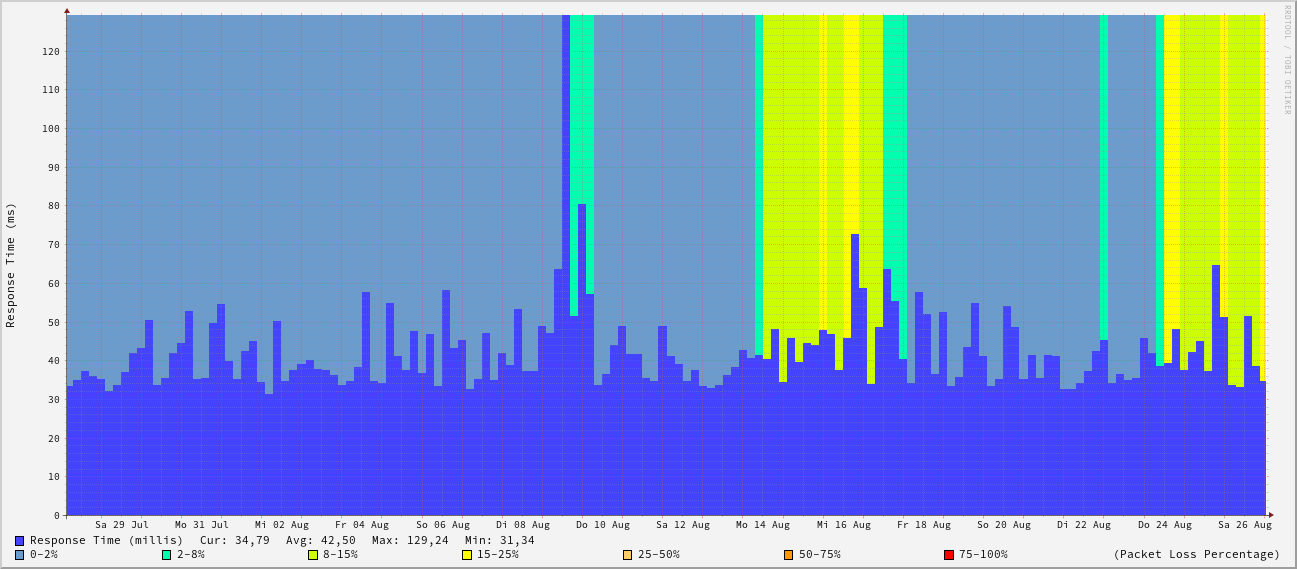 RRDTOOL / TOBI OETIKER
Response Time (ms)
120
110
100
90
80
70
60
50
40
30
20
10
0
Sa 29 Jul Mo 31 Jul Mi 02 Aug Fr 04 Aug So 06 Aug Di 08 Aug Do 10 Aug Sa 12 Aug Mo 14 Aug Mi 16 Aug Fr 18 Aug So 20 Aug Di 22 Aug Do 24 Aug Sa 26 Aug
Response Time (millis) Cur: 34,79 Avg: 42,50 Max: 129,24 Min: 31,34
0-2% 2-8% 8-15% 15-25% 25-50% 50-75% 75-100% (Packet Loss Percentage)